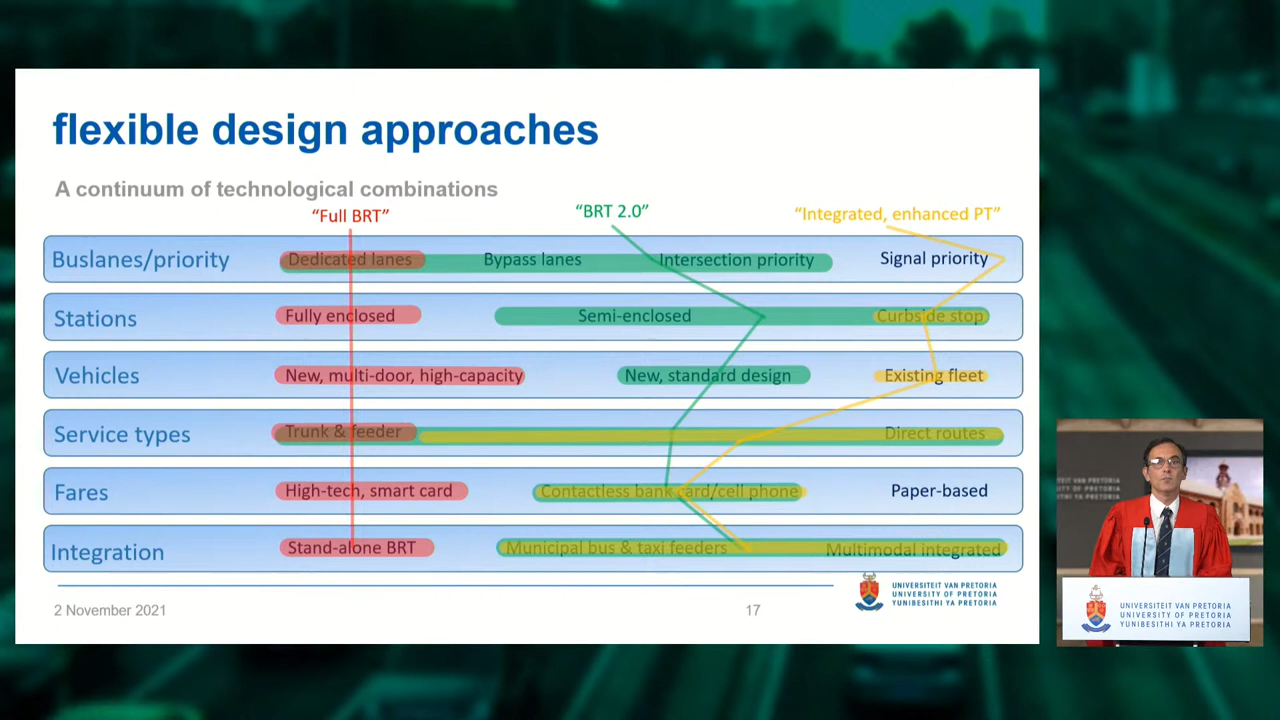 flexible design approaches
A continuum of technological combinations
“Full BRT”
“BRT 2.0”
“Integrated, enhanced PT”
Buslanes/priority
Dedicated lanes
Bypass lanes
Intersection priority
Signal priority
Stations
Fully enclosed
Semi-enclosed
Curbside stop
Vehicles
New, multi-door, high-capacity
New, standard design
Existing fleet
Service types
Trunk & feeder
Direct routes
Fares
High-tech, smart card
Contactless bank card/cell phone
Paper-based
Integration
Stand-alone BRT
Municipal bus & taxi feeders
Multimodal integrated
2 November 2021
17
UNIVERSITEIT VAN PRETORIA
UNIVERSITY OF PRETORIA
YUNIBESITHI YA PRETORIA
UNIVERSITEIT VAN PRETORIA
UNIVERSITY OF PRETORIA
YUNIBESITHI YA PRETORIA